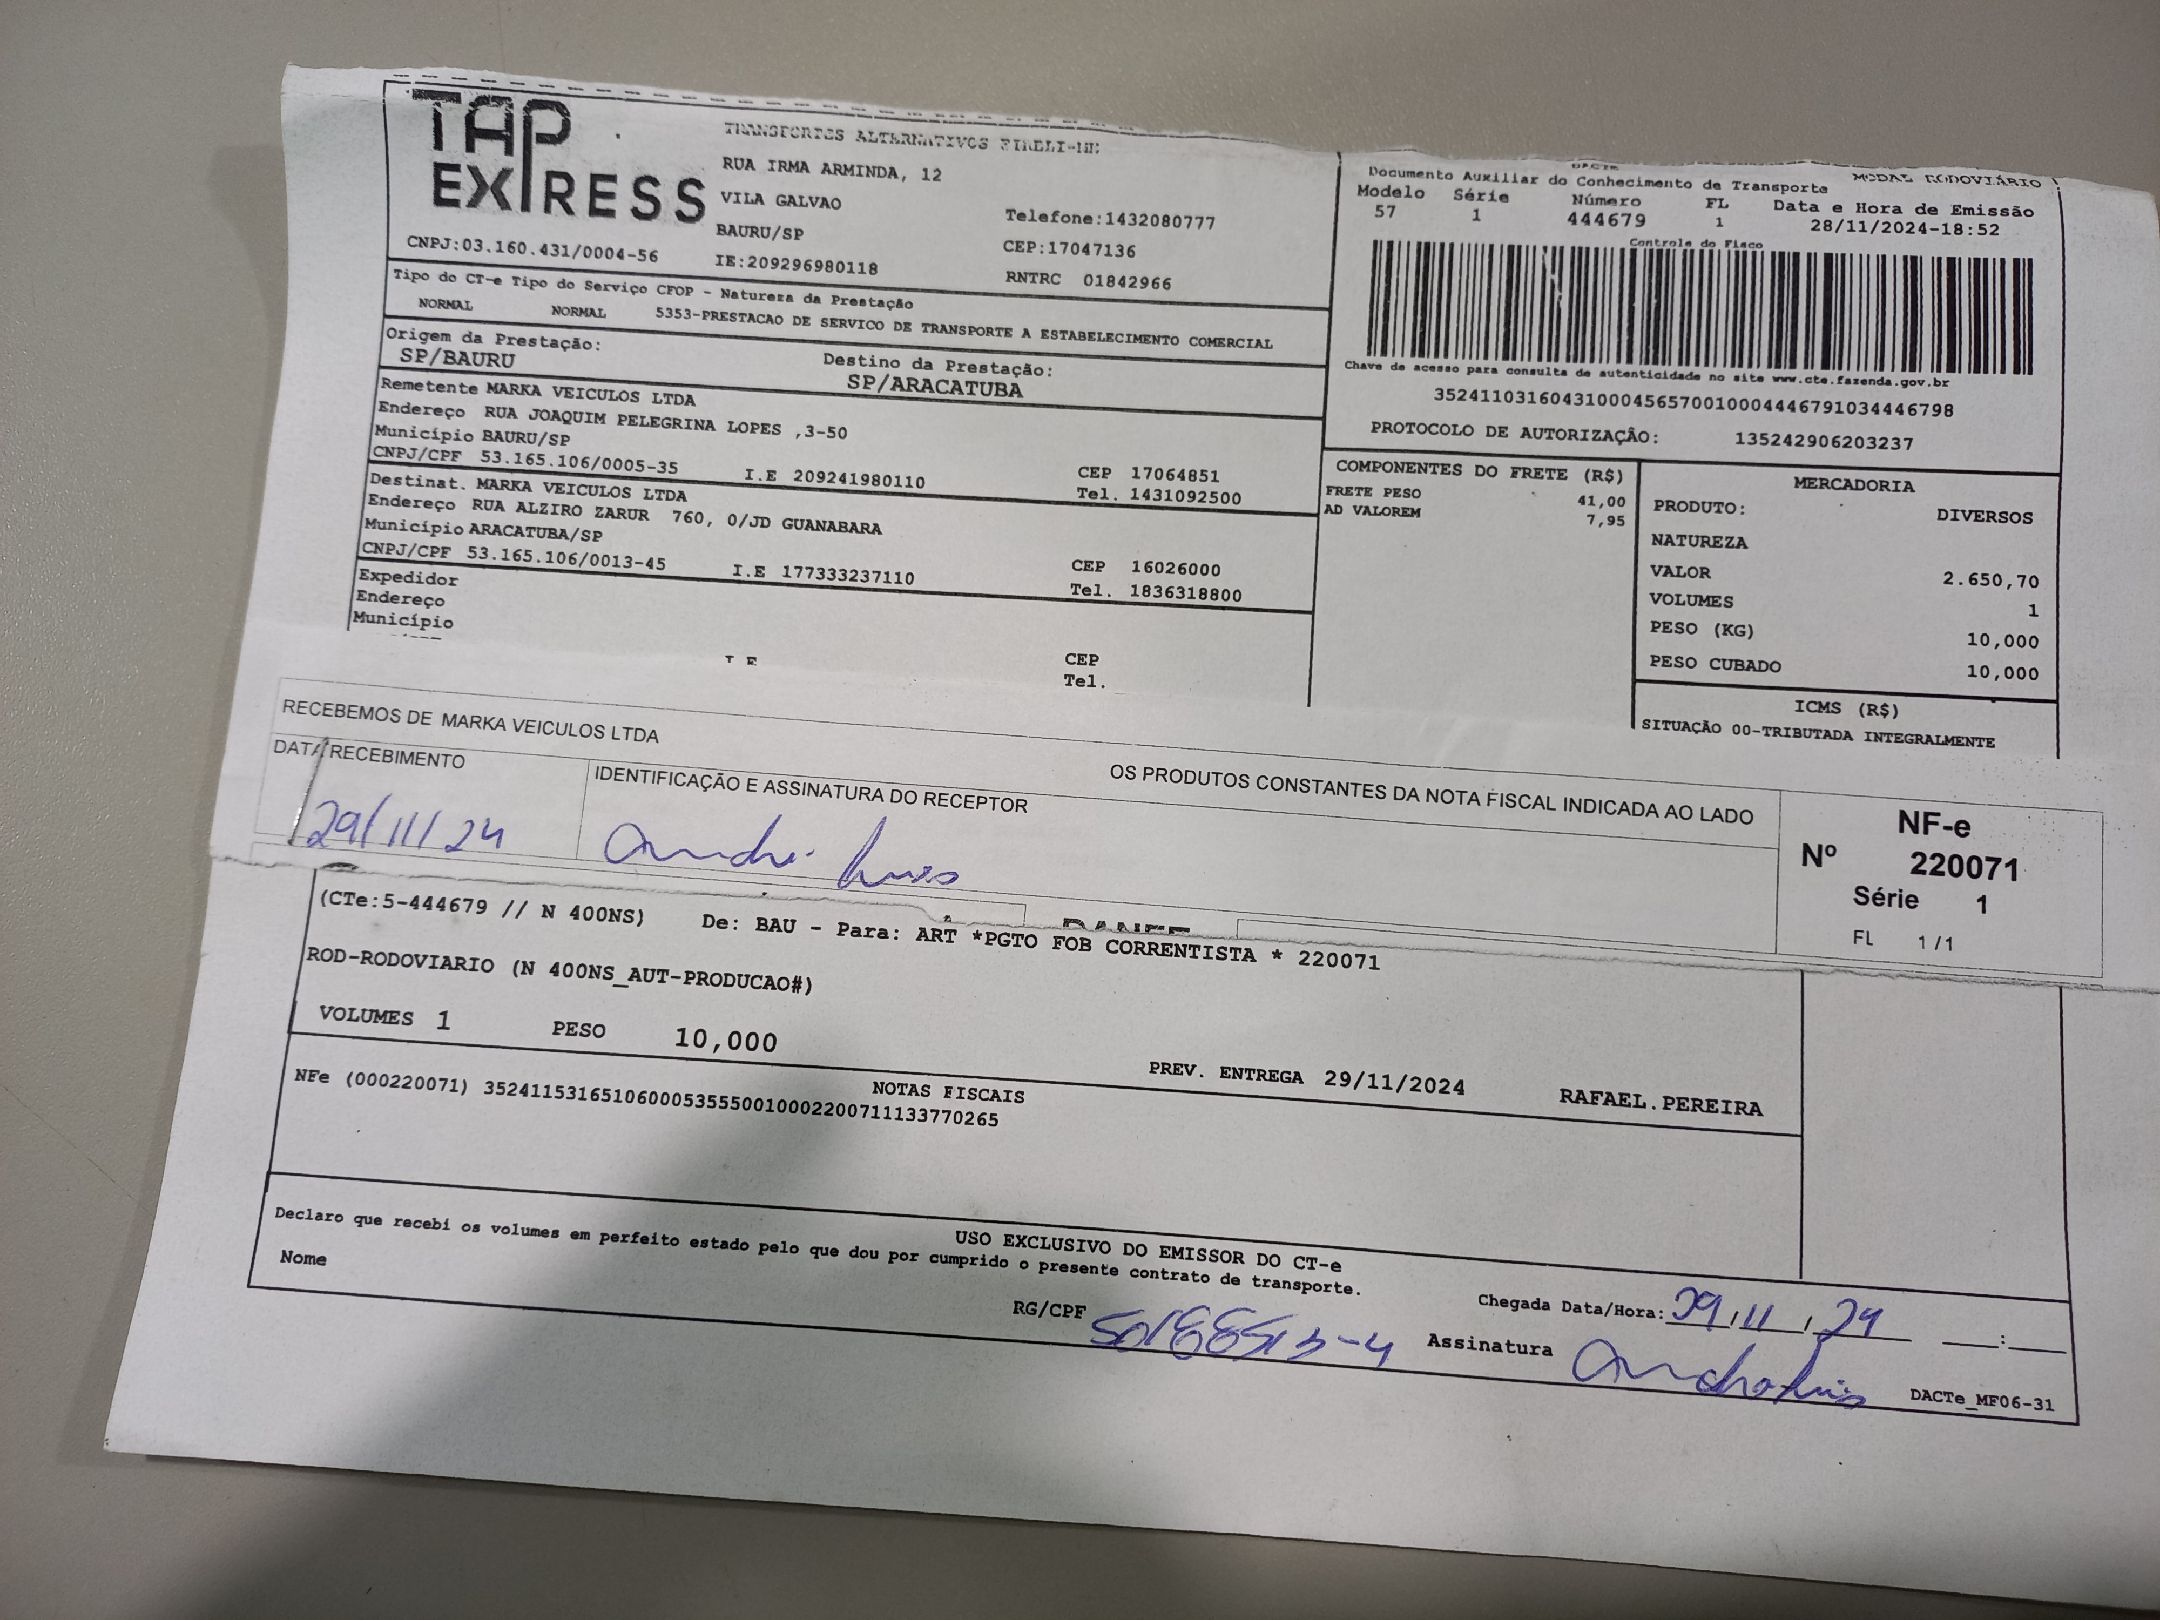 TAP
EXPRESS
TRANSPORTES ALTERNATIVOS EIRELI-ME
RUA IRMA ARMINDA, 12
VILA GALVAO
BAURU/SP
Telefone:1432080777
CEP:17047136
CNPJ:03.160.431/0004-56
IE:209296980118
RNTRC 01842966
DACTE
MODAL RODOVIÁRIO
Documento Auxiliar do Conhecimento de Transporte
Modelo Série Número FL Data e Hora de Emissão
57 1 444679 1 28/11/2024-18:52
Controle do Fisco
Chave de acesso para consulta de autenticidade no site www.cte.fazenda.gov.br
35241103160431000456570010004446791034446798
PROTOCOLO DE AUTORIZAÇÃO: 135242906203237
Tipo do CT-e Tipo do Serviço CFOP - Natureza da Prestação
NORMAL NORMAL 5353-PRESTACAO DE SERVICO DE TRANSPORTE A ESTABELECIMENTO COMERCIAL
Origem da Prestação: Destino da Prestação:
SP/BAURU SP/ARACATUBA
Remetente MARKA VEICULOS LTDA
Endereço RUA JOAQUIM PELEGRINA LOPES ,3-50
Município BAURU/SP CEP 17064851
CNPJ/CPF 53.165.106/0005-35 I.E 209241980110 Tel. 1431092500
Destinat. MARKA VEICULOS LTDA
Endereço RUA ALZIRO ZARUR 760, 0/JD GUANABARA
Município ARACATUBA/SP CEP 16026000
CNPJ/CPF 53.165.106/0013-45 I.E 177333237110 Tel. 1836318800
Expedidor
Endereço
Município CEP
I.E Tel.
COMPONENTES DO FRETE (R$)
FRETE PESO 41,00
AD VALOREM 7,95
MERCADORIA
PRODUTO: DIVERSOS
NATUREZA
VALOR 2.650,70
VOLUMES 1
PESO (KG) 10,000
PESO CUBADO 10,000
ICMS (R$)
SITUAÇÃO 00-TRIBUTADA INTEGRALMENTE
RECEBEMOS DE MARKA VEICULOS LTDA OS PRODUTOS CONSTANTES DA NOTA FISCAL INDICADA AO LADO
DATA RECEBIMENTO IDENTIFICAÇÃO E ASSINATURA DO RECEPTOR
29/11/24 André Luis
NF-e
Nº 220071
Série 1
FL 1/1
DANFE
(CTe:5-444679 // N 400NS) De: BAU - Para: ART *PGTO FOB CORRENTISTA * 220071
ROD-RODOVIARIO (N 400NS_AUT-PRODUCAO#)
VOLUMES 1 PESO 10,000
PREV. ENTREGA 29/11/2024 RAFAEL.PEREIRA
NOTAS FISCAIS
NFe (000220071) 35241153165106000535550010002200711133770265
USO EXCLUSIVO DO EMISSOR DO CT-e
Declaro que recebi os volumes em perfeito estado pelo que dou por cumprido o presente contrato de transporte.
Nome RG/CPF Chegada Data/Hora: 29/11/24 :
Assinatura André Luis
DACTe_MF06-31